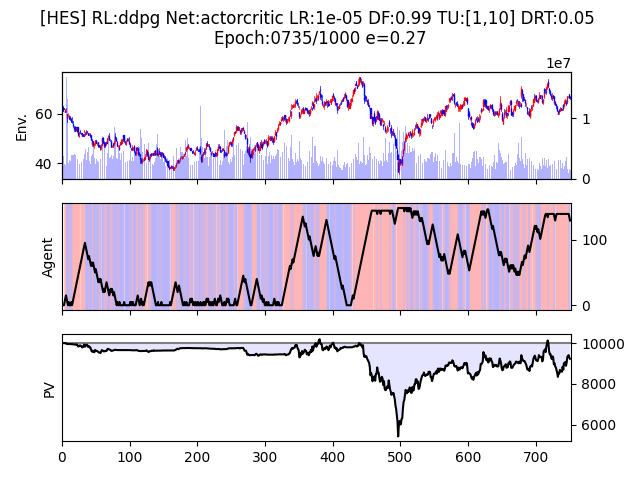 [HES] RL:ddpg Net:actorcritic LR:1e-05 DF:0.99 TU:[1,10] DRT:0.05
Epoch:0735/1000 e=0.27
1e7
Env.
60
40
1
0
Agent
100
0
PV
10000
8000
6000
0 100 200 300 400 500 600 700